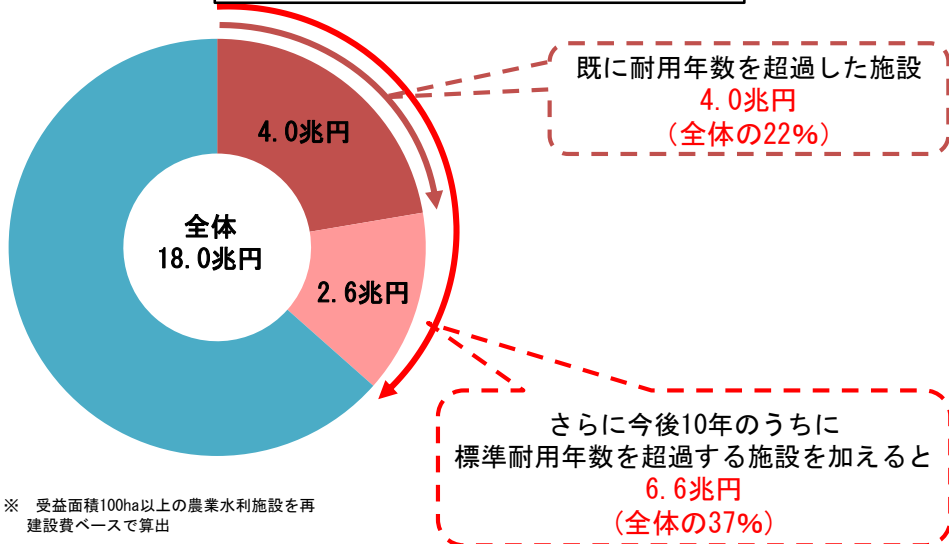 既に耐用年数を超過した施設
4.0兆円
(全体の22%)
4.0兆円
全体
18.0兆円
2.6兆円
さらに今後10年のうちに
標準耐用年数を超過する施設を加えると
6.6兆円
(全体の37%)
※ 受益面積100ha以上の農業水利施設を再
建設費ベースで算出